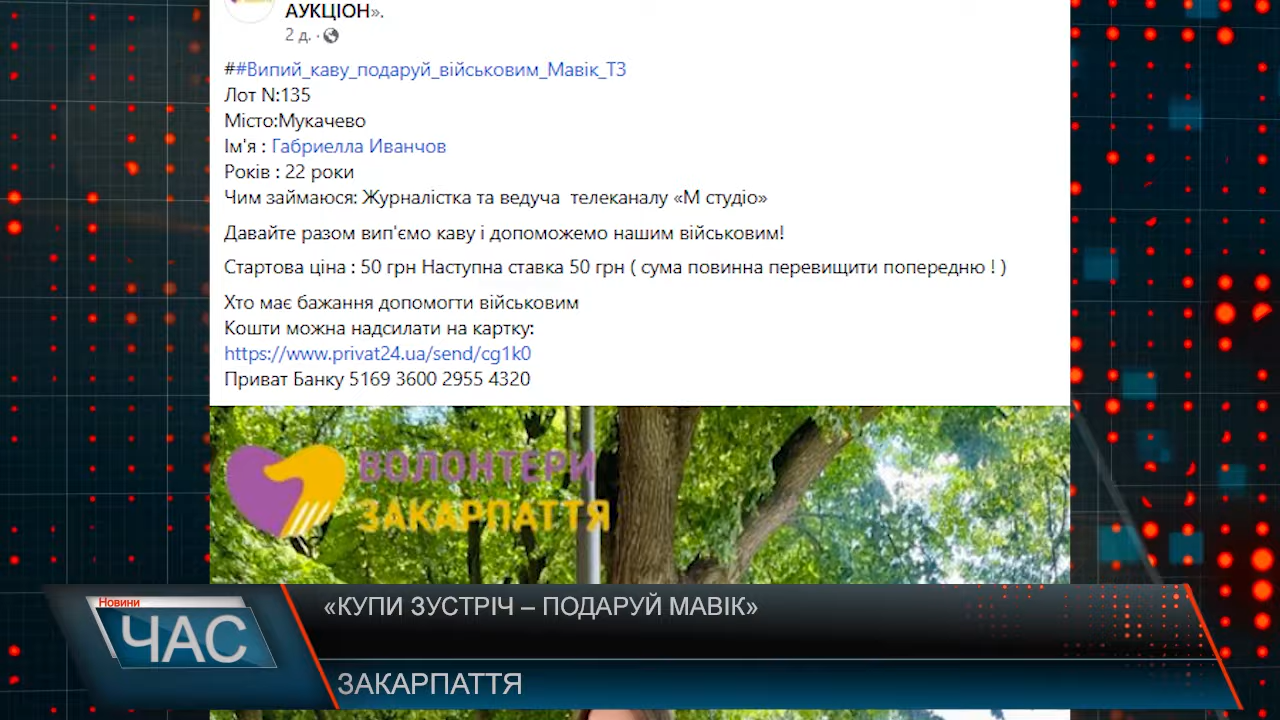 АУКЦІОН».
2 д. ·
##Випий_каву_подаруй_військовим_Мавік_ТЗ
Лот N:135
Місто:Мукачево
Ім'я : Габриелла Иванчов
Років : 22 роки
Чим займаюся: Журналістка та ведуча телеканалу «М студіо»
Давайте разом вип'ємо каву і допоможемо нашим військовим!
Стартова ціна : 50 грн Наступна ставка 50 грн ( сума повинна перевищити попередню ! )
Хто має бажання допомогти військовим
Кошти можна надсилати на картку:
https://www.privat24.ua/send/cg1k0
Приват Банку 5169 3600 2955 4320
ВОЛОНТЕРИ
ЗАКАРПАТТЯ
Новини
ЧАС
«КУПИ ЗУСТРІЧ – ПОДАРУЙ МАВІК»
ЗАКАРПАТТЯ